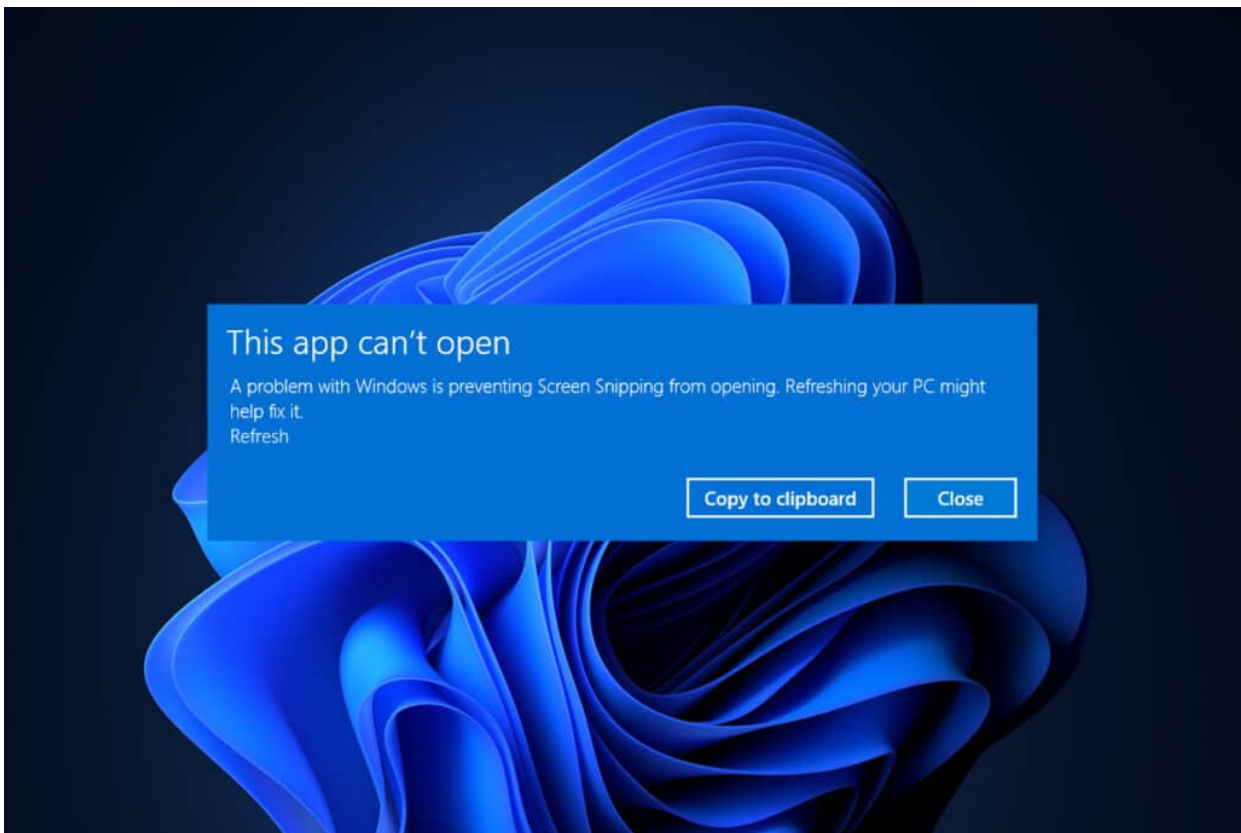 This app can’t open
A problem with Windows is preventing Screen Snipping from opening. Refreshing your PC might
help fix it.
Refresh
Copy to clipboard
Close